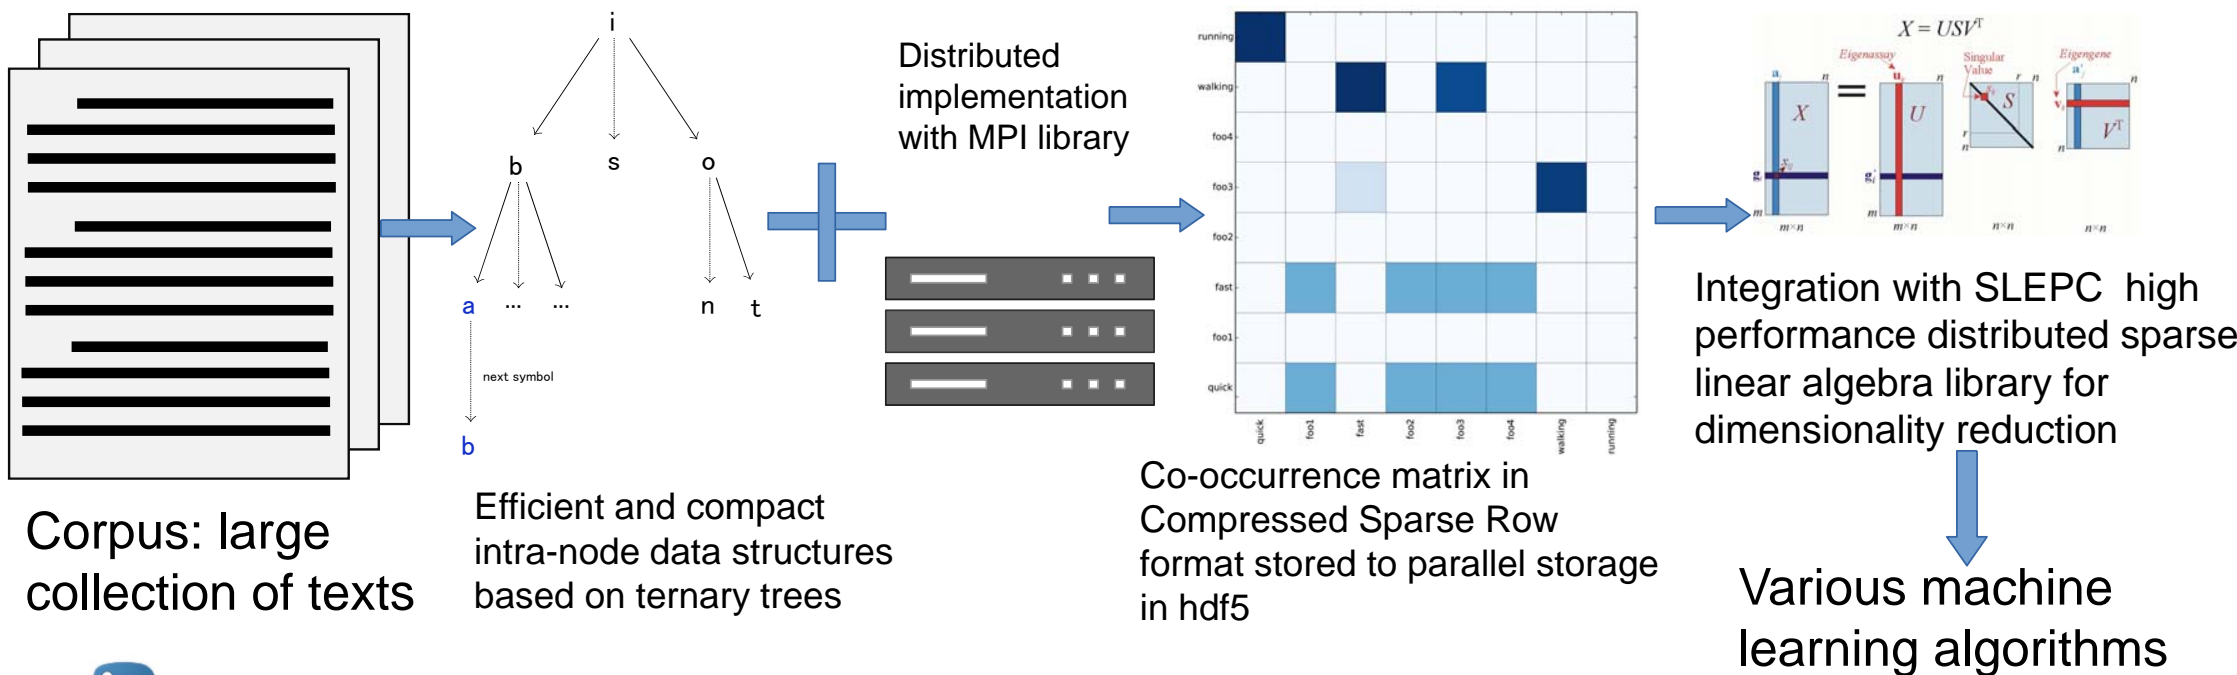 Corpus: large
collection of texts
i
b s o
a ... ... n t
next symbol
b
Efficient and compact
intra-node data structures
based on ternary trees
Distributed
implementation
with MPI library
running
walking
foo4
foo3
foo2
fast
foo1
quick
quick foo1 fast foo2 foo3 foo4 walking running
Co-occurrence matrix in
Compressed Sparse Row
format stored to parallel storage
in hdf5
X = USVᵀ
Eigenassay
Singular
Value
Eigengene
n n r n n
X = U S Vᵀ
r
n n
m m
m×n m×n n×n n×n
Integration with SLEPC high
performance distributed sparse
linear algebra library for
dimensionality reduction
Various machine
learning algorithms